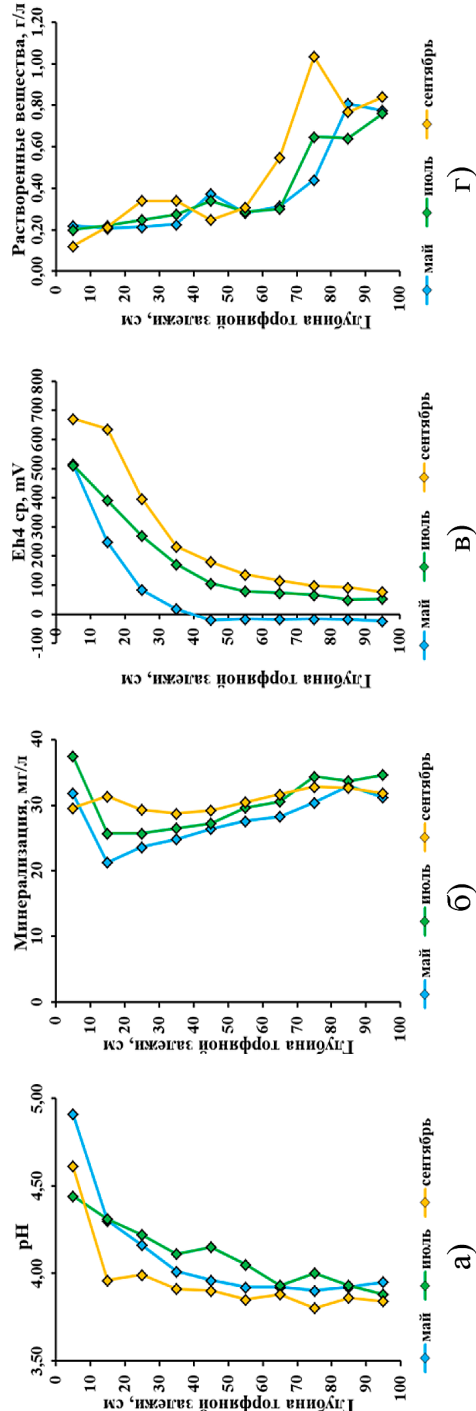 pH
3,50 4,00 4,50 5,00
0
10
20
30
40
50
60
70
80
90
100
Глубина торфяной залежи, см
май июль сентябрь
а)
Минерализация, мг/л
0 10 20 30 40
0
10
20
30
40
50
60
70
80
90
100
Глубина торфяной залежи, см
май июль сентябрь
б)
Eh4 ср, mV
-100 0 100 200 300 400 500 600 700 800
0
10
20
30
40
50
60
70
80
90
100
Глубина торфяной залежи, см
май июль сентябрь
в)
Растворенные вещества, г/л
0,00 0,20 0,40 0,60 0,80 1,00 1,20
0
10
20
30
40
50
60
70
80
90
100
Глубина торфяной залежи, см
май июль сентябрь
г)